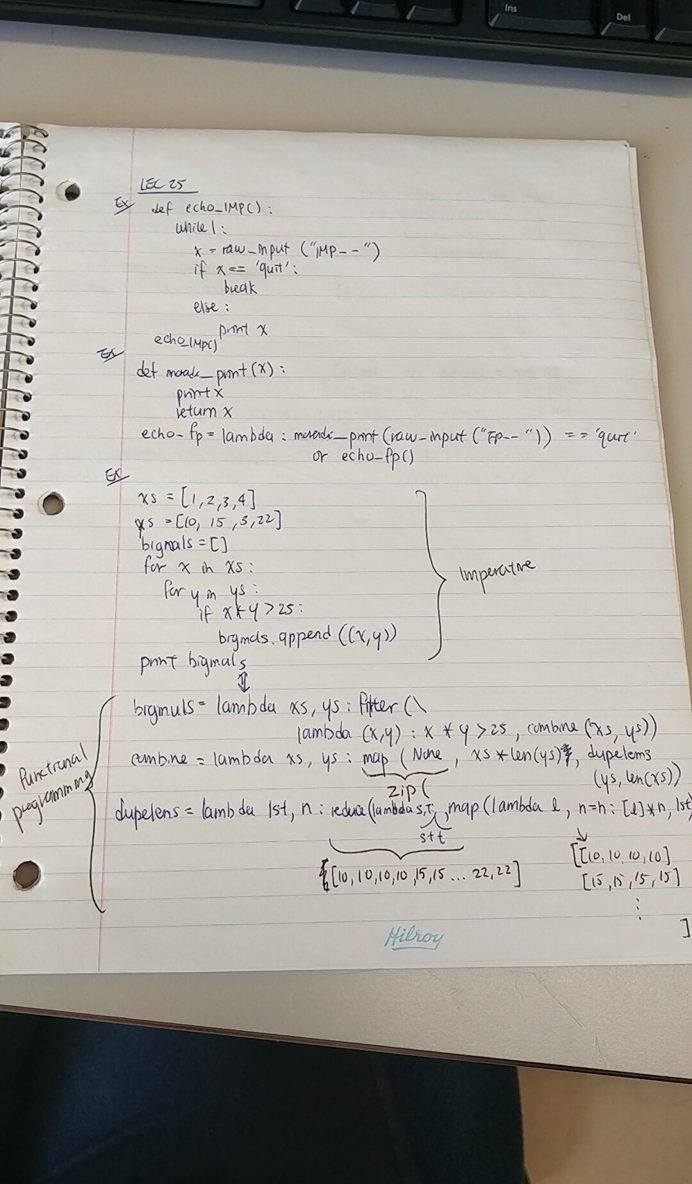 Ins
Del
LEC 25
Ex def echo_IMP():
while 1:
x = raw_input ("IMP--")
if x == 'quit':
break
else:
print x
echo_IMP()
Ex
def monadic_print(x):
print x
return x
echo_fp = lambda : monadic_print(raw_input("FP--")) == 'quit'
or echo_fp()
Ex
xs = [1,2,3,4]
ys = [10, 15, 3, 22]
bigmuls = []
for x in xs:
for y in ys:
if x * y > 25:
bigmuls.append((x,y))
print bigmuls
Imperative
bigmuls = lambda xs, ys : filter(\
lambda (x,y) : x * y > 25, combine (xs, ys))
combine = lambda xs, ys : map (None, xs * len(ys), dupelems
(ys, len(xs))
zip(
Functional
programming
dupelems = lambda lst, n : reduce(lambda s,t, map(lambda l, n=n: [l]*n, lst)
s+t
[10, 10, 10, 10, 15, 15 ... 22, 22]
[[10, 10, 10, 10]
[15, 15, 15, 15]
⋮
]
Hilroy